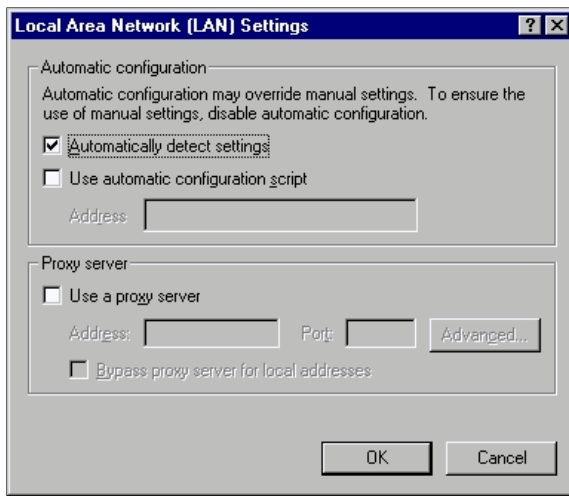 Local Area Network (LAN) Settings
Automatic configuration
Automatic configuration may override manual settings. To ensure the
use of manual settings, disable automatic configuration.
Automatically detect settings
Use automatic configuration script
Address
Proxy server
Use a proxy server
Address: Port: Advanced...
Bypass proxy server for local addresses
OK Cancel